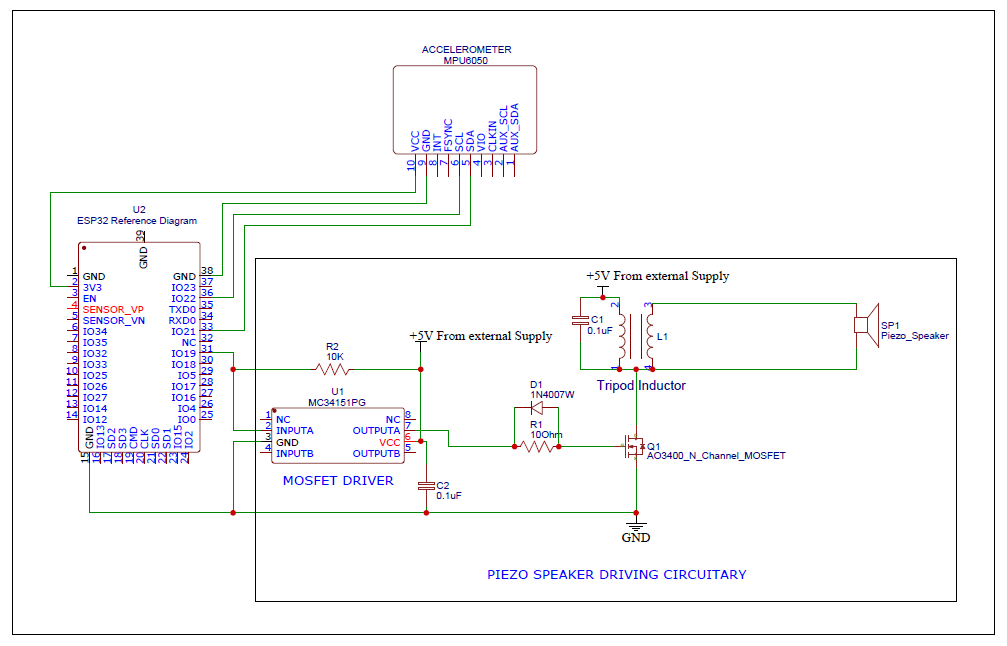 ACCELEROMETER
MPU6050
VCC
GND
INT
FSYNC
SCL
SDA
VIO
CLKIN
AUX_SCL
AUX_SDA
10
9
8
7
6
5
4
3
2
1
U2
ESP32 Reference Diagram
39
GND
1 GND
2 3V3
3 EN
4 SENSOR_VP
5 SENSOR_VN
6 IO34
7 IO35
8 IO32
9 IO33
10 IO25
11 IO26
12 IO27
13 IO14
14 IO12
GND 38
IO23 37
IO22 36
TXD0 35
RXD0 34
IO21 33
NC 32
IO19 31
IO18 30
IO5 29
IO17 28
IO16 27
IO4 26
IO0 25
GND
IO13
SD2
SD3
CMD
CLK
SD0
SD1
IO15
IO2
15
16
17
18
19
20
21
22
23
24
+5V From external Supply
C1
0.1uF
2
3
1
4
L1
Tripod Inductor
SP1
Piezo_Speaker
+5V From external Supply
R2
10K
U1
MC34151PG
1 NC
2 INPUTA
3 GND
4 INPUTB
NC 8
OUTPUTA 7
VCC 6
OUTPUTB 5
MOSFET DRIVER
D1
1N4007W
R1
10Ohm
Q1
AO3400_N_Channel_MOSFET
C2
0.1uF
GND
PIEZO SPEAKER DRIVING CIRCUITARY